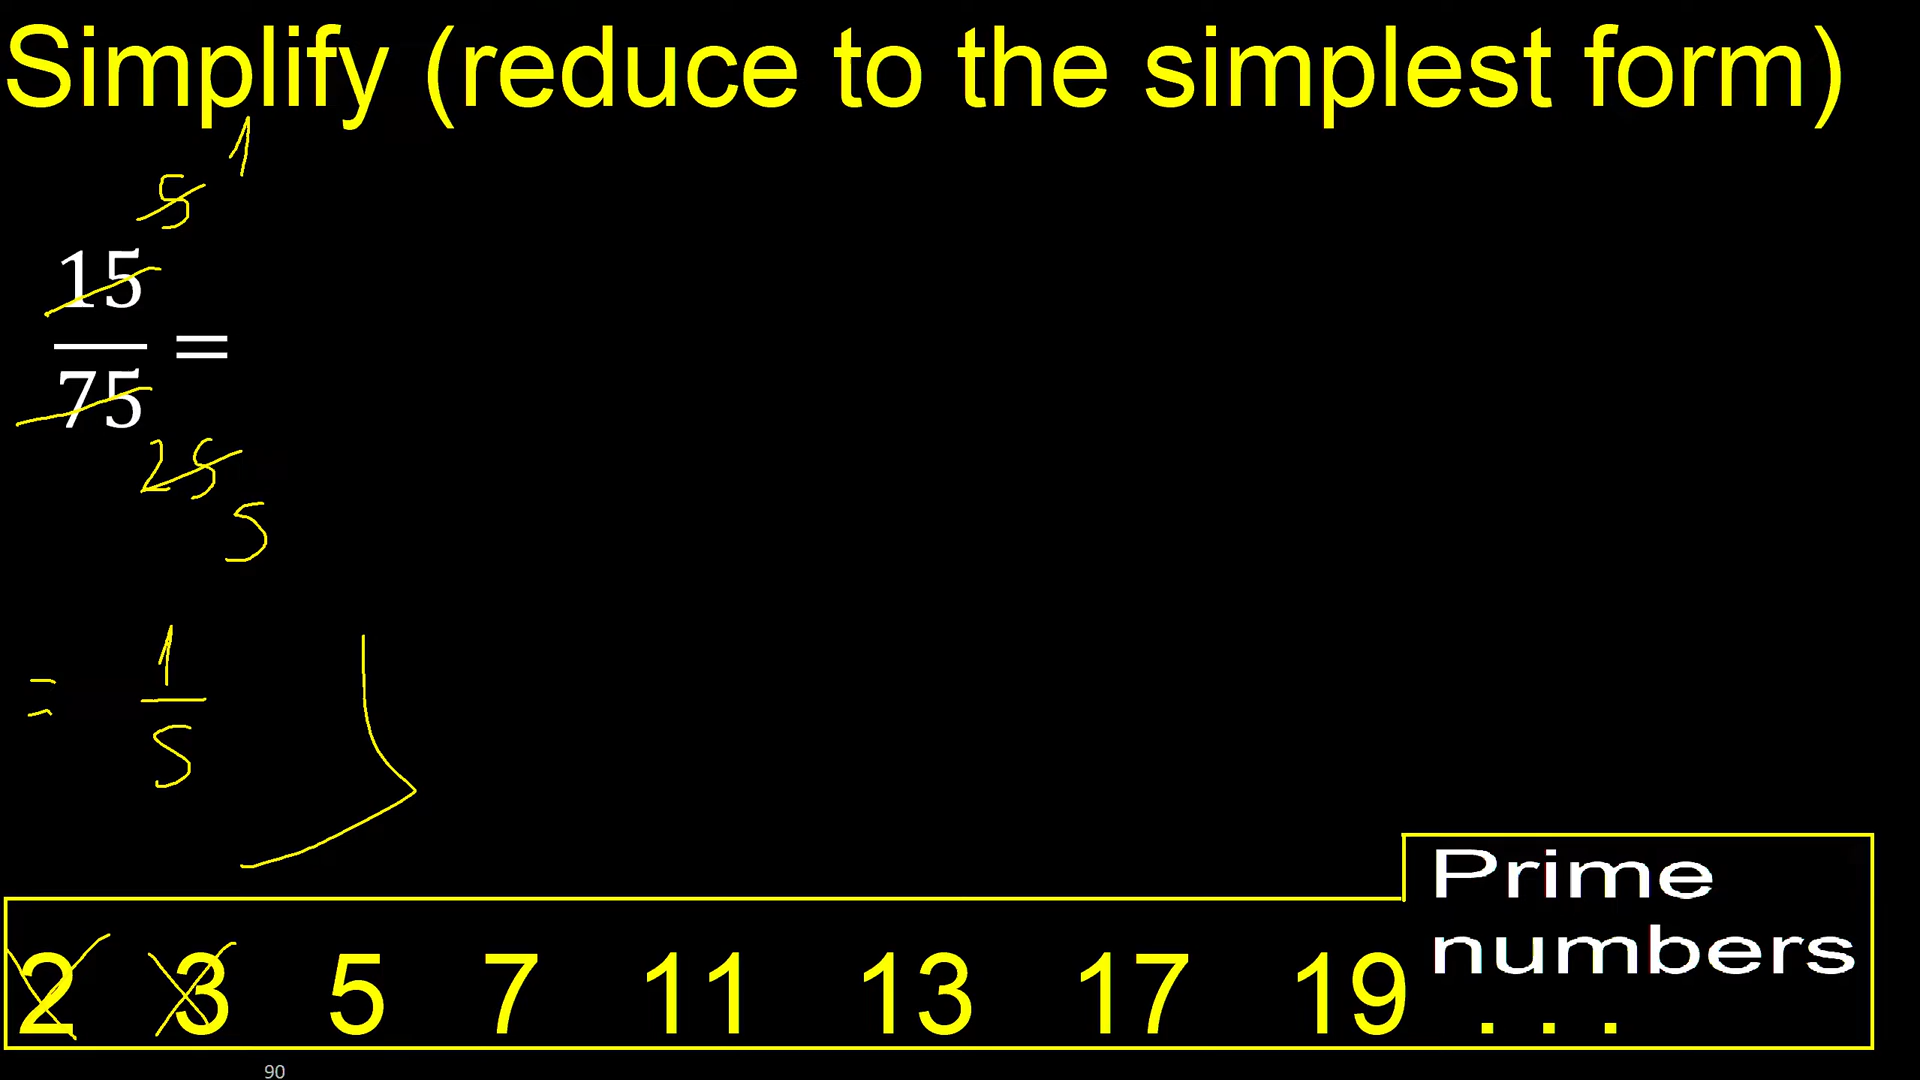 Simplify (reduce to the simplest form)
1
5
15
75
=
25
5
= 1
5
Prime
numbers
2 3 5 7 11 13 17 19 . . .
90